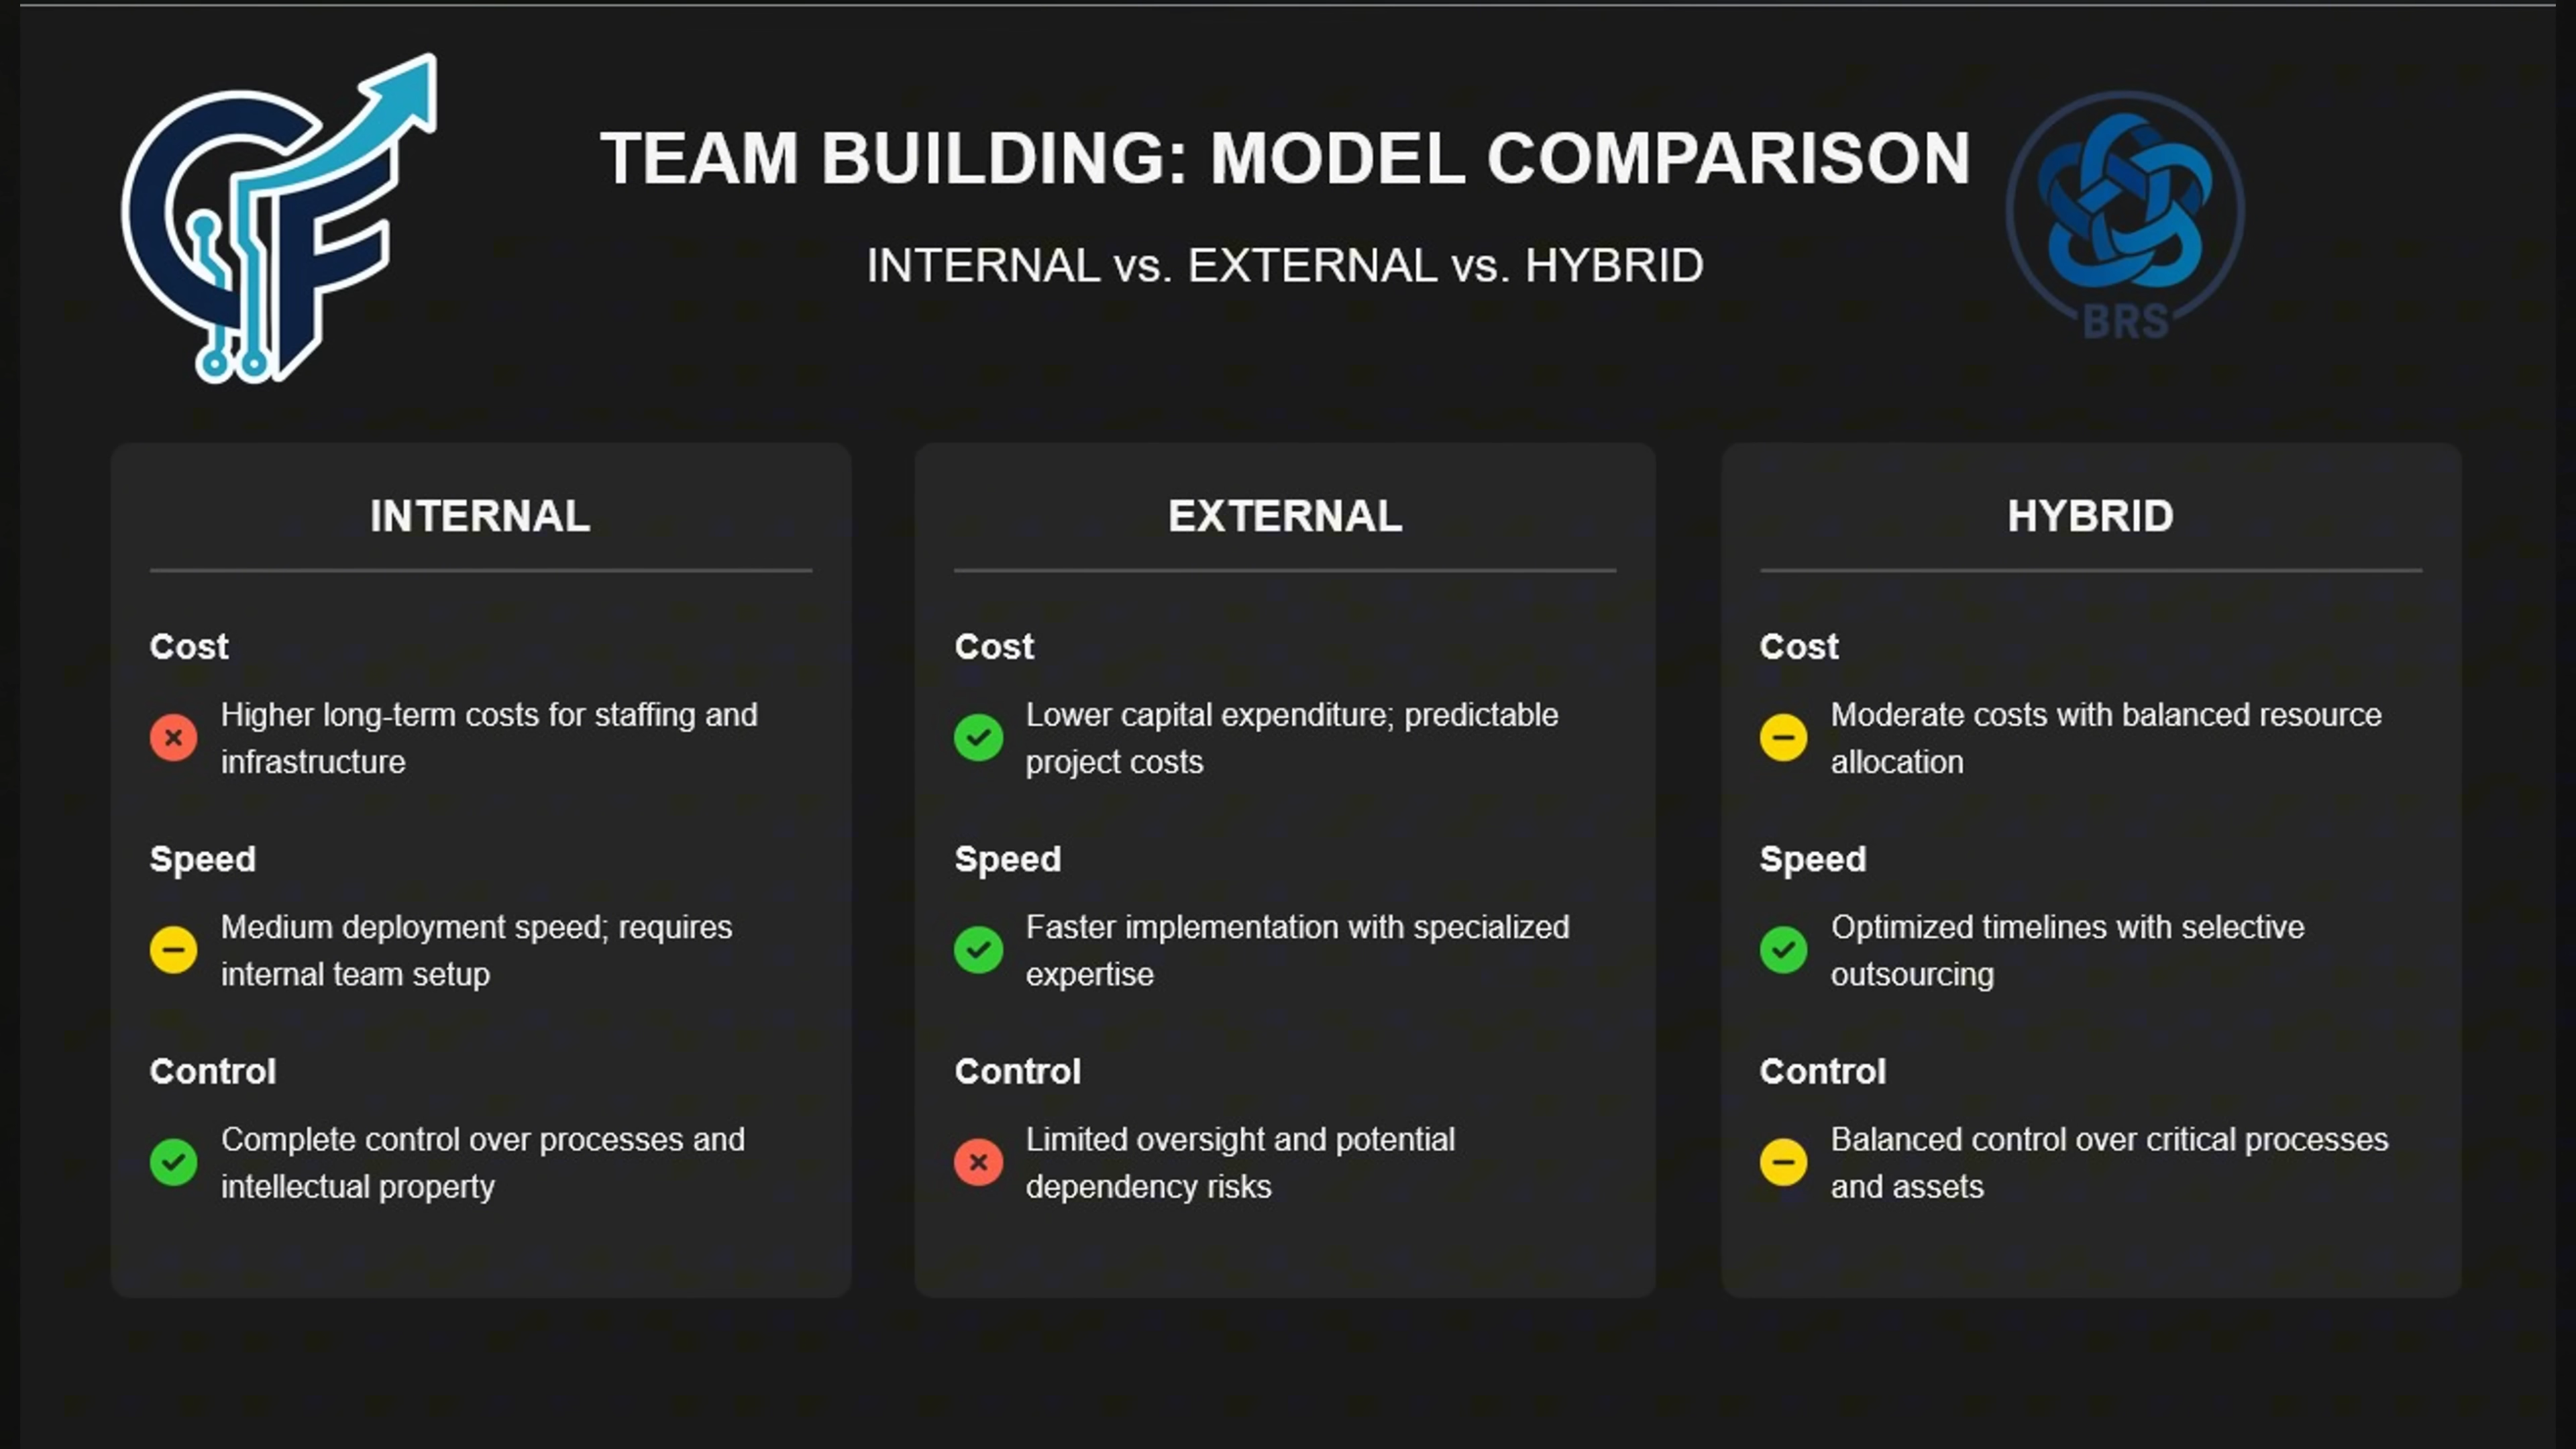 CF
TEAM BUILDING: MODEL COMPARISON
INTERNAL vs. EXTERNAL vs. HYBRID
BRS
INTERNAL
Cost
Higher long-term costs for staffing and
infrastructure
Speed
Medium deployment speed; requires
internal team setup
Control
Complete control over processes and
intellectual property
EXTERNAL
Cost
Lower capital expenditure; predictable
project costs
Speed
Faster implementation with specialized
expertise
Control
Limited oversight and potential
dependency risks
HYBRID
Cost
Moderate costs with balanced resource
allocation
Speed
Optimized timelines with selective
outsourcing
Control
Balanced control over critical processes
and assets